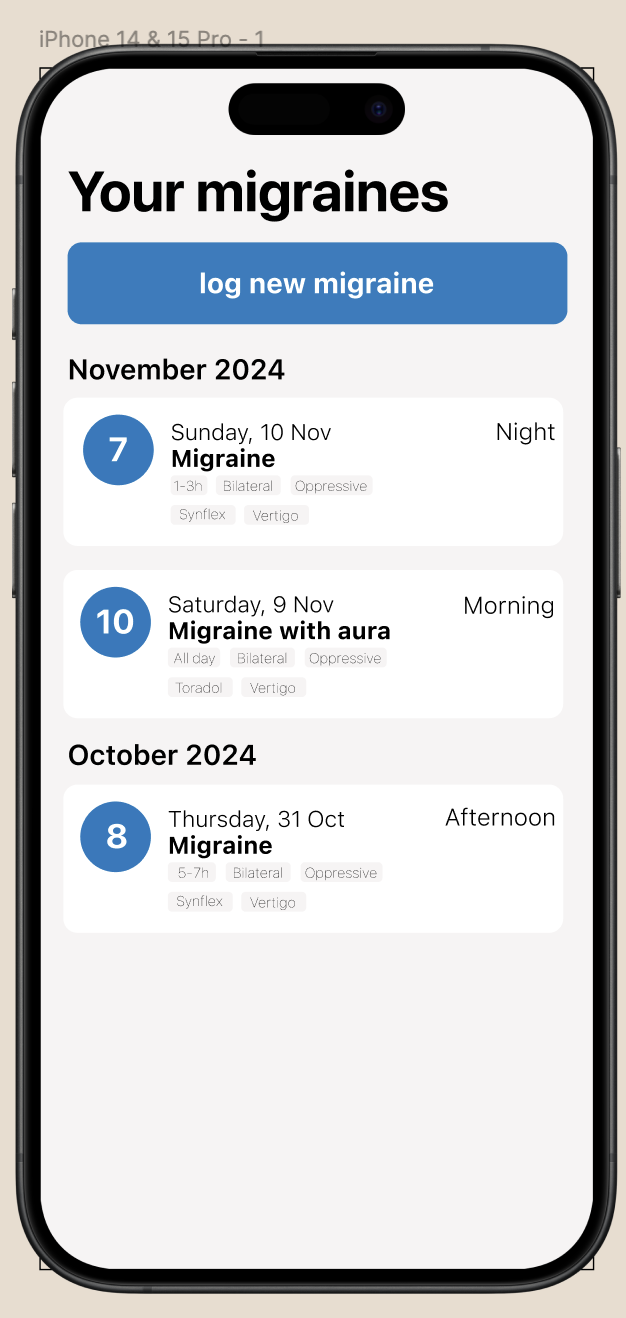 iPhone 14 & 15 Pro - 1
Your migraines
log new migraine
November 2024
7
Sunday, 10 Nov
Night
Migraine
1-3h Bilateral Oppressive
Synflex Vertigo
10
Saturday, 9 Nov
Morning
Migraine with aura
All day Bilateral Oppressive
Toradol Vertigo
October 2024
8
Thursday, 31 Oct
Afternoon
Migraine
5-7h Bilateral Oppressive
Synflex Vertigo